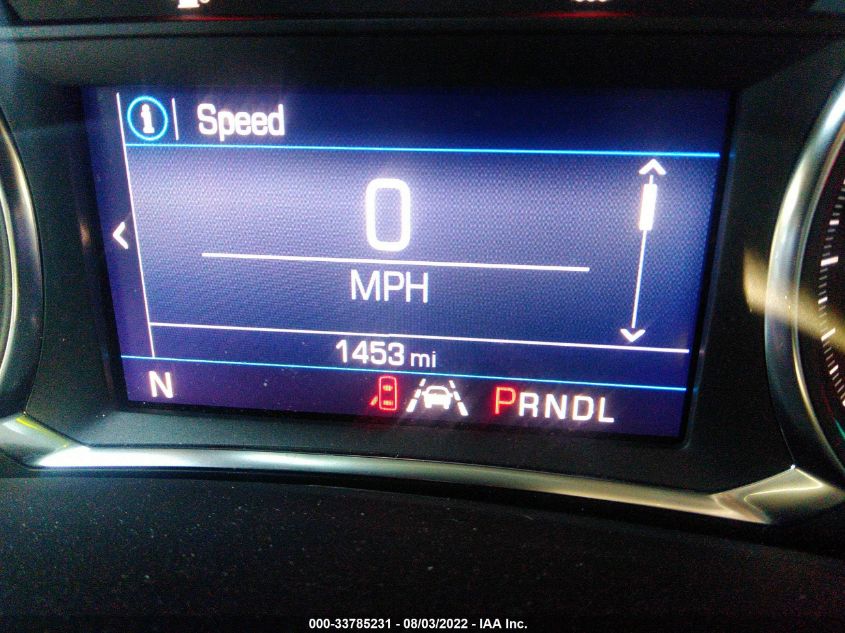 Speed
0
MPH
1453 mi
N
PRNDL
000-33785231 - 08/03/2022 - IAA Inc.